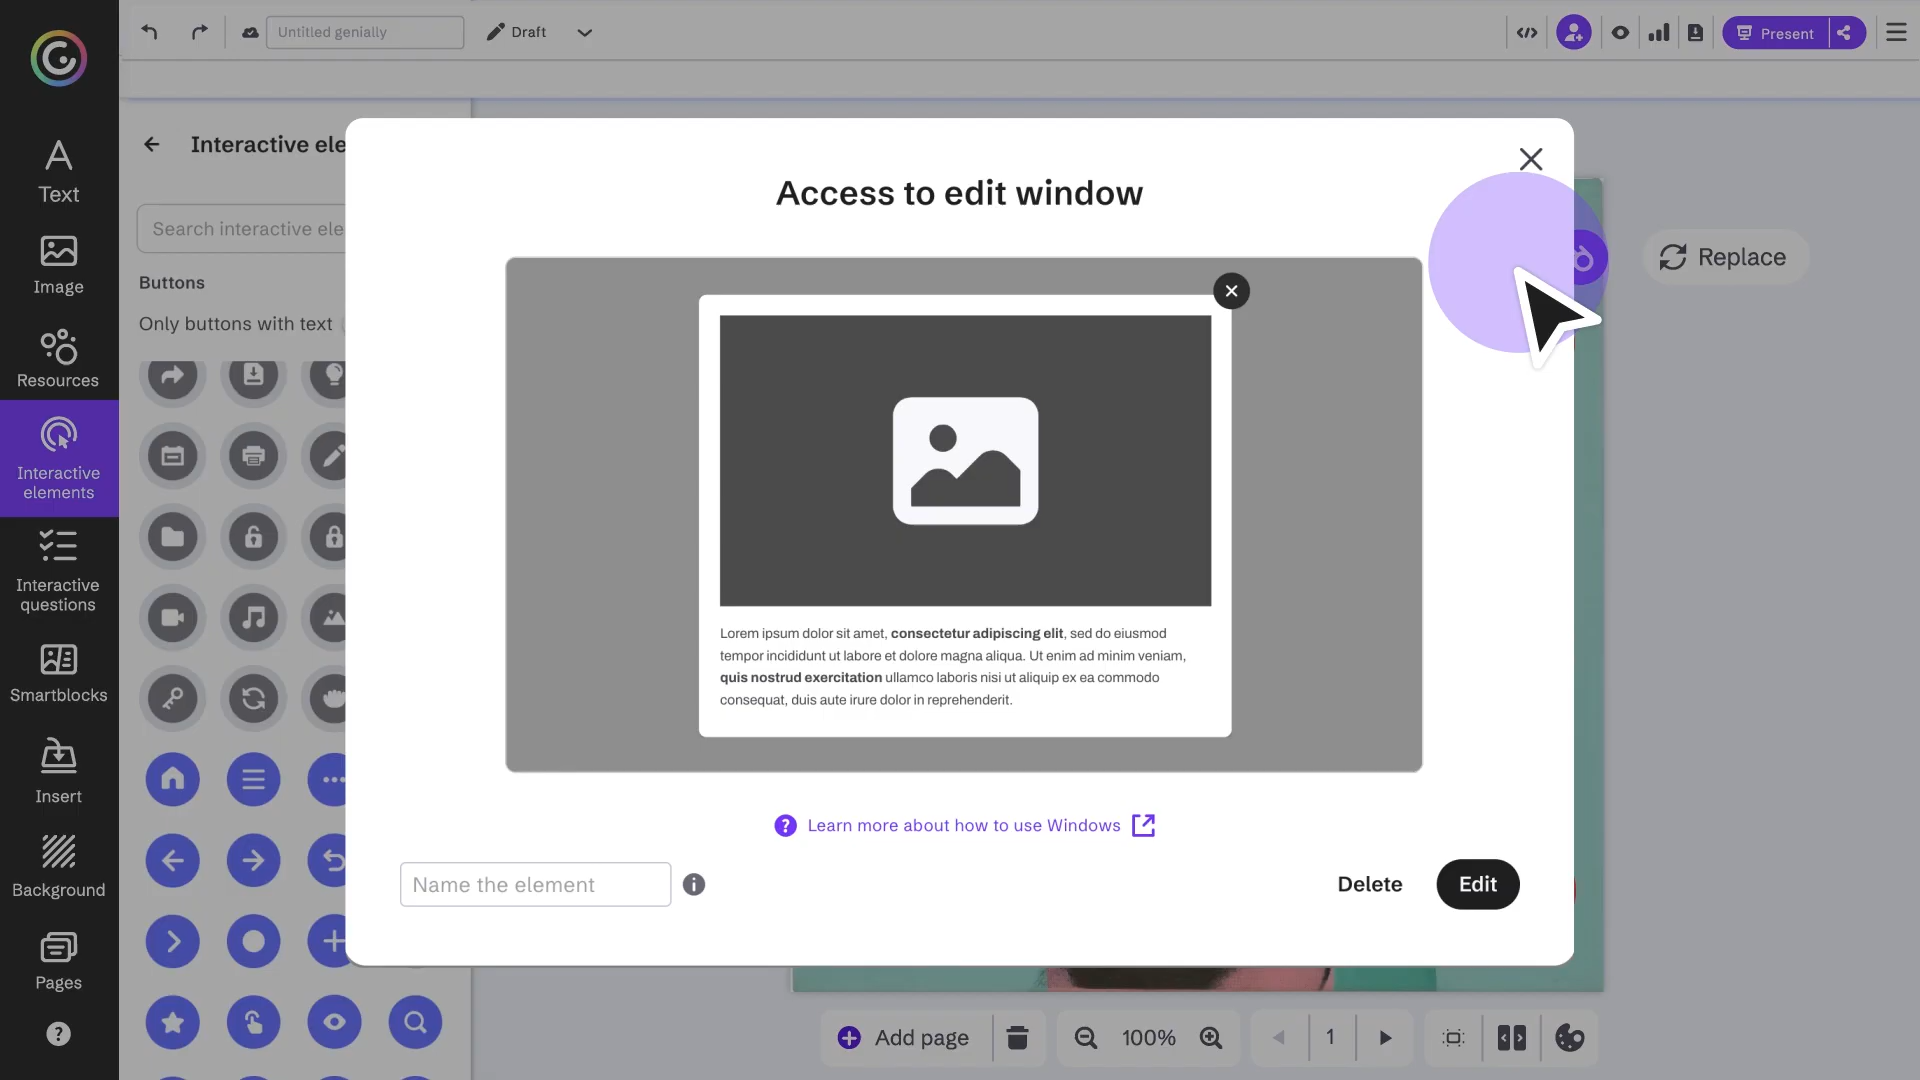 Untitled genially
Draft
Present
Text
Image
Resources
Interactive
elements
Interactive
questions
Smartblocks
Insert
Background
Pages
?
Interactive ele
Search interactive ele
Buttons
Only buttons with text
Access to edit window
Lorem ipsum dolor sit amet, consectetur adipiscing elit, sed do eiusmod
tempor incididunt ut labore et dolore magna aliqua. Ut enim ad minim veniam,
quis nostrud exercitation ullamco laboris nisi ut aliquip ex ea commodo
consequat, duis aute irure dolor in reprehenderit.
? Learn more about how to use Windows
Name the element
Delete
Edit
Replace
Add page
100%
1